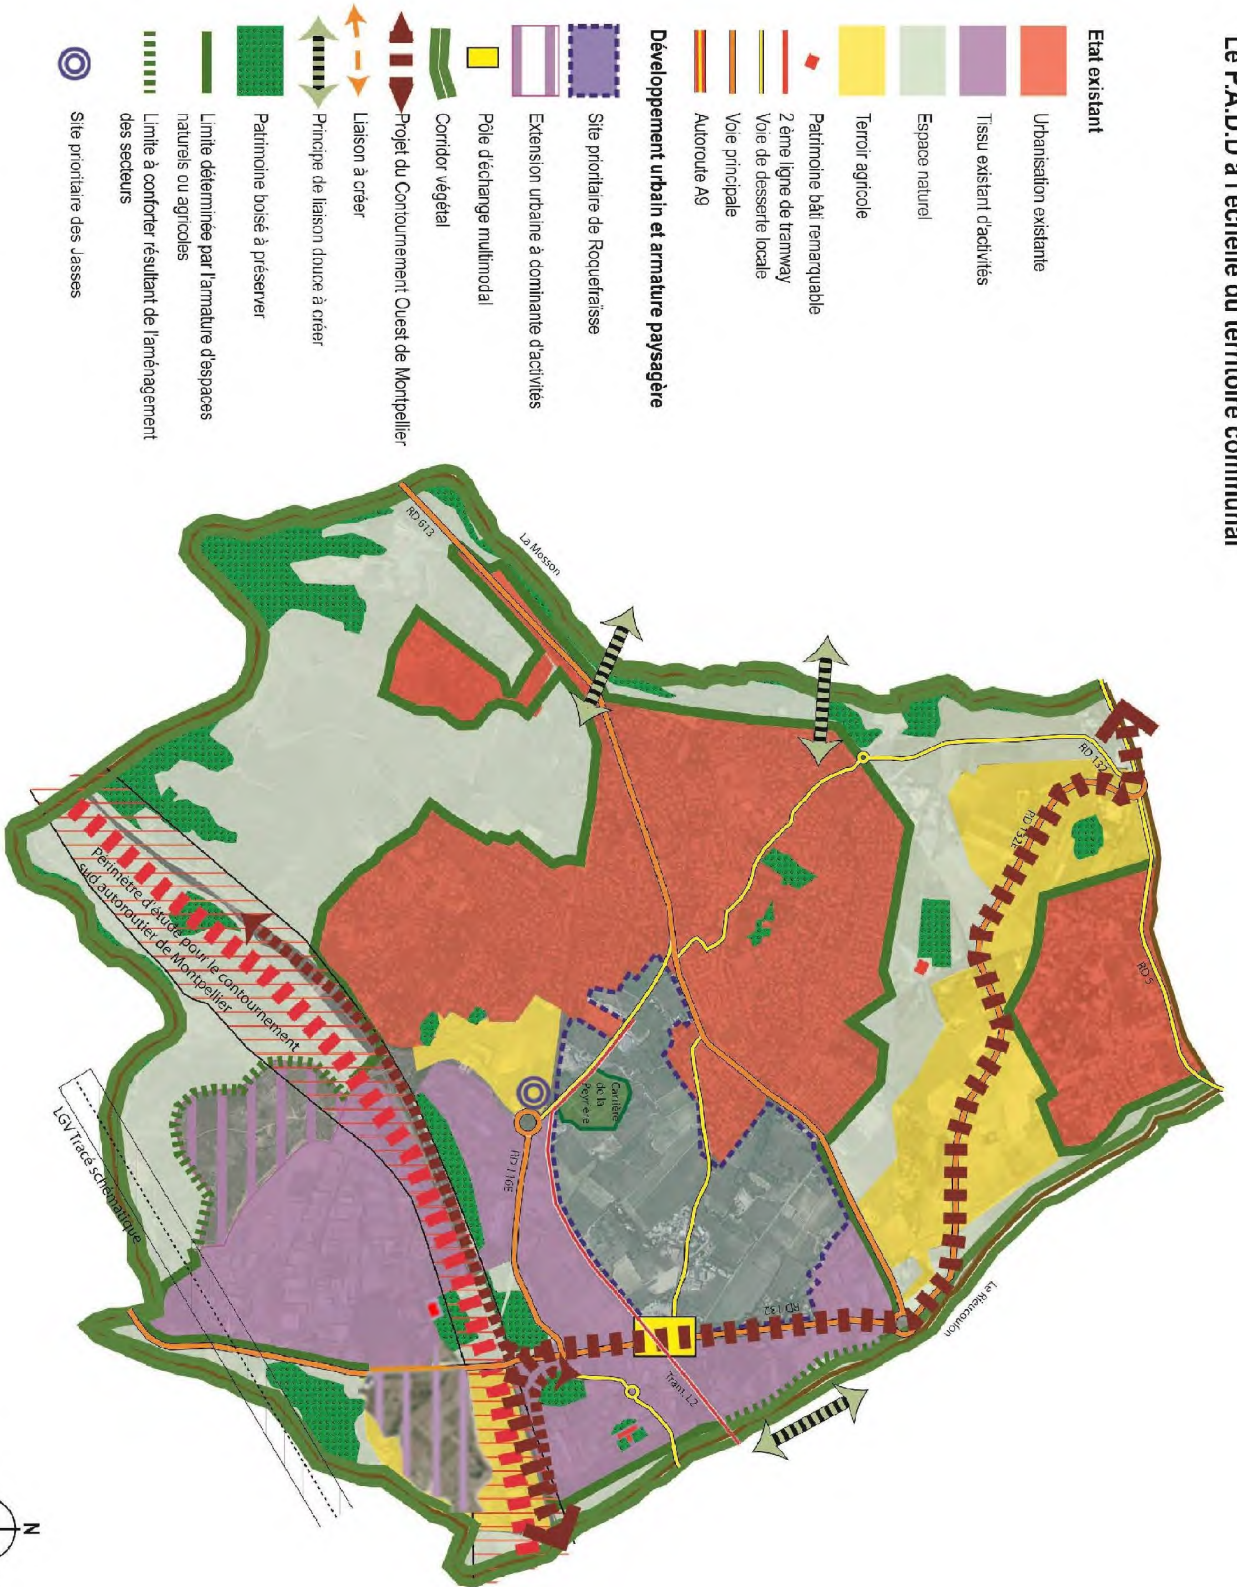 Le P.A.D.D à l'échelle du territoire communal
Etat existant
Urbanisation existante
Tissu existant d'activités
Espace naturel
Terroir agricole
Patrimoine bâti remarquable
2 ème ligne de tramway
Voie de desserte locale
Voie principale
Autoroute A9
Développement urbain et armature paysagère
Site prioritaire de Roquefraïsse
Extension urbaine à dominante d'activités
Pôle d'échange multimodal
Corridor végétal
Projet du Contournement Ouest de Montpellier
Liaison à créer
Principe de liaison douce à créer
Patrimoine boisé à préserver
Limite déterminée par l'armature d'espaces
naturels ou agricoles
Limite à conforter résultant de l'aménagement
des secteurs
Site prioritaire des Jasses
RD 613
La Mosson
RD 132
RD 132E
RD 5
Le Rieucoulon
RD 132
Tram L2
Carrière
de la
Peyrière
RD 116E
Périmètre d'étude pour le contournement
Sud autoroutier de Montpellier
LGV Tracé schématique
N